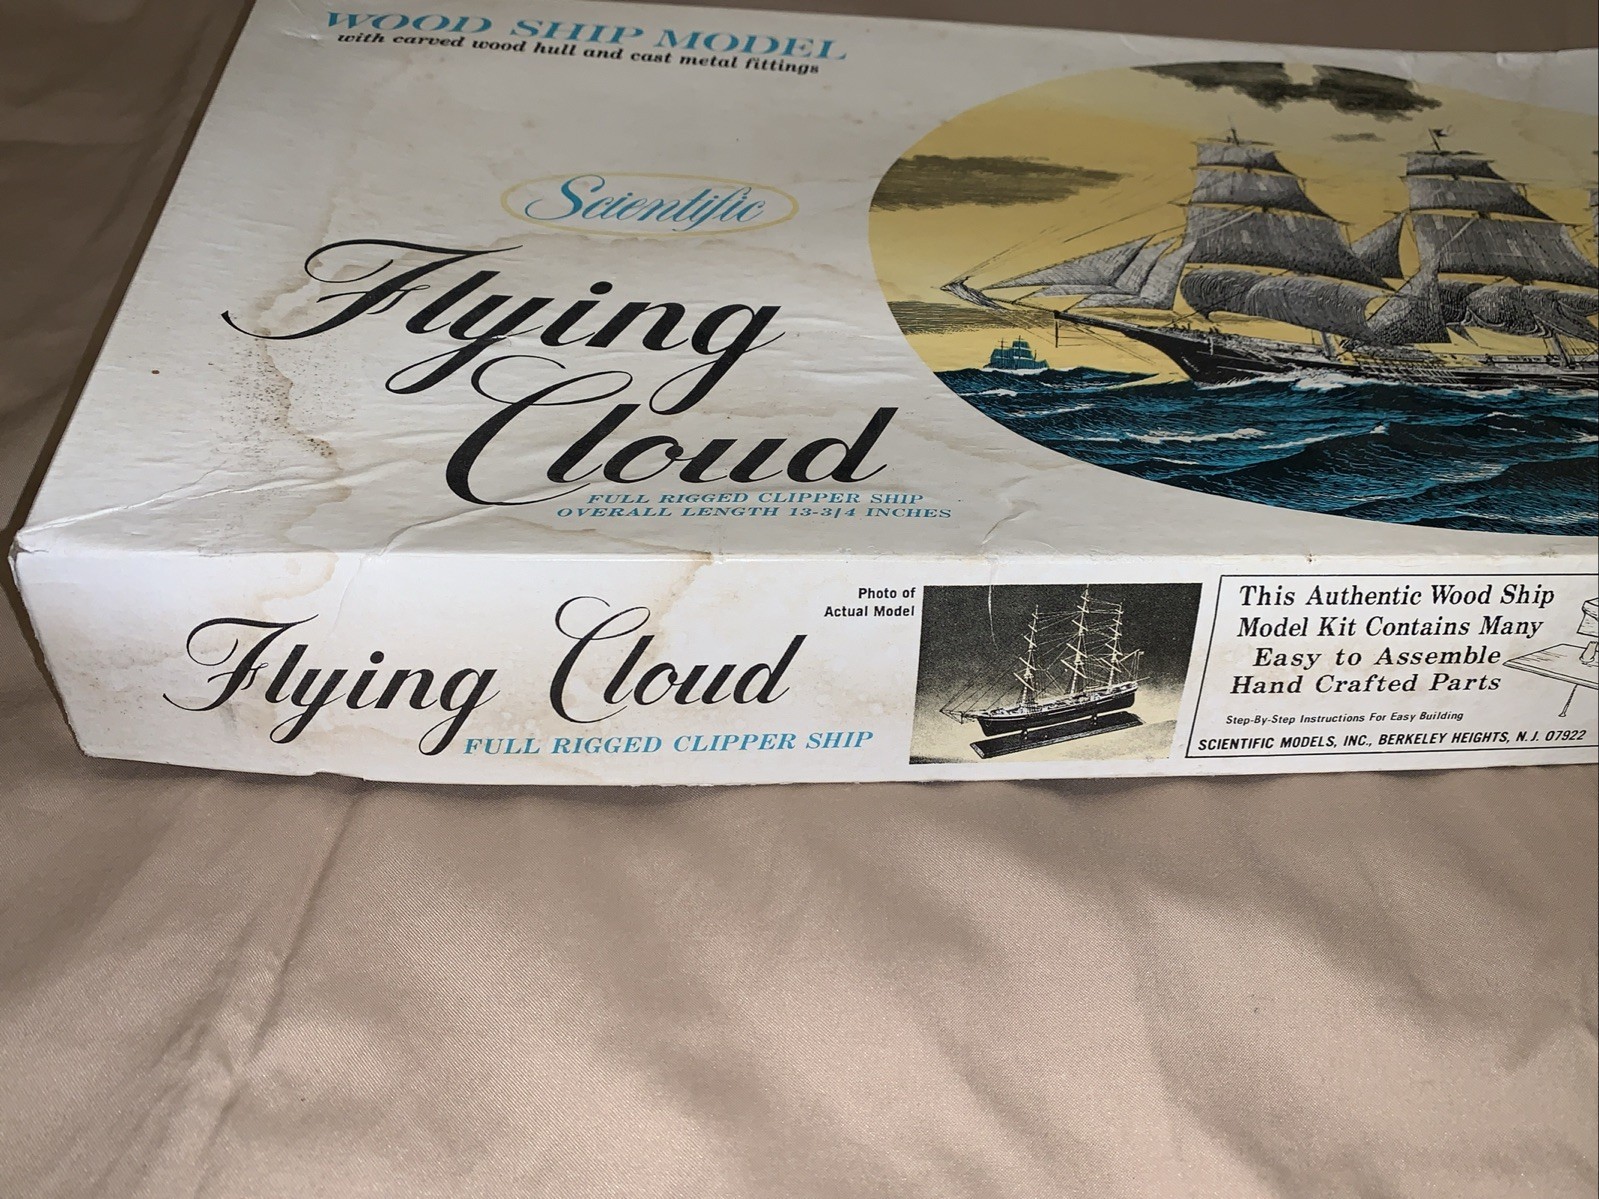 WOOD SHIP MODEL
with carved wood hull and cast metal fittings
Scientific
Flying
Cloud
FULL RIGGED CLIPPER SHIP
OVERALL LENGTH 13-3/4 INCHES
Flying Cloud
FULL RIGGED CLIPPER SHIP
Photo of
Actual Model
This Authentic Wood Ship
Model Kit Contains Many
Easy to Assemble
Hand Crafted Parts
Step-By-Step Instructions For Easy Building
SCIENTIFIC MODELS, INC., BERKELEY HEIGHTS, N.J. 07922